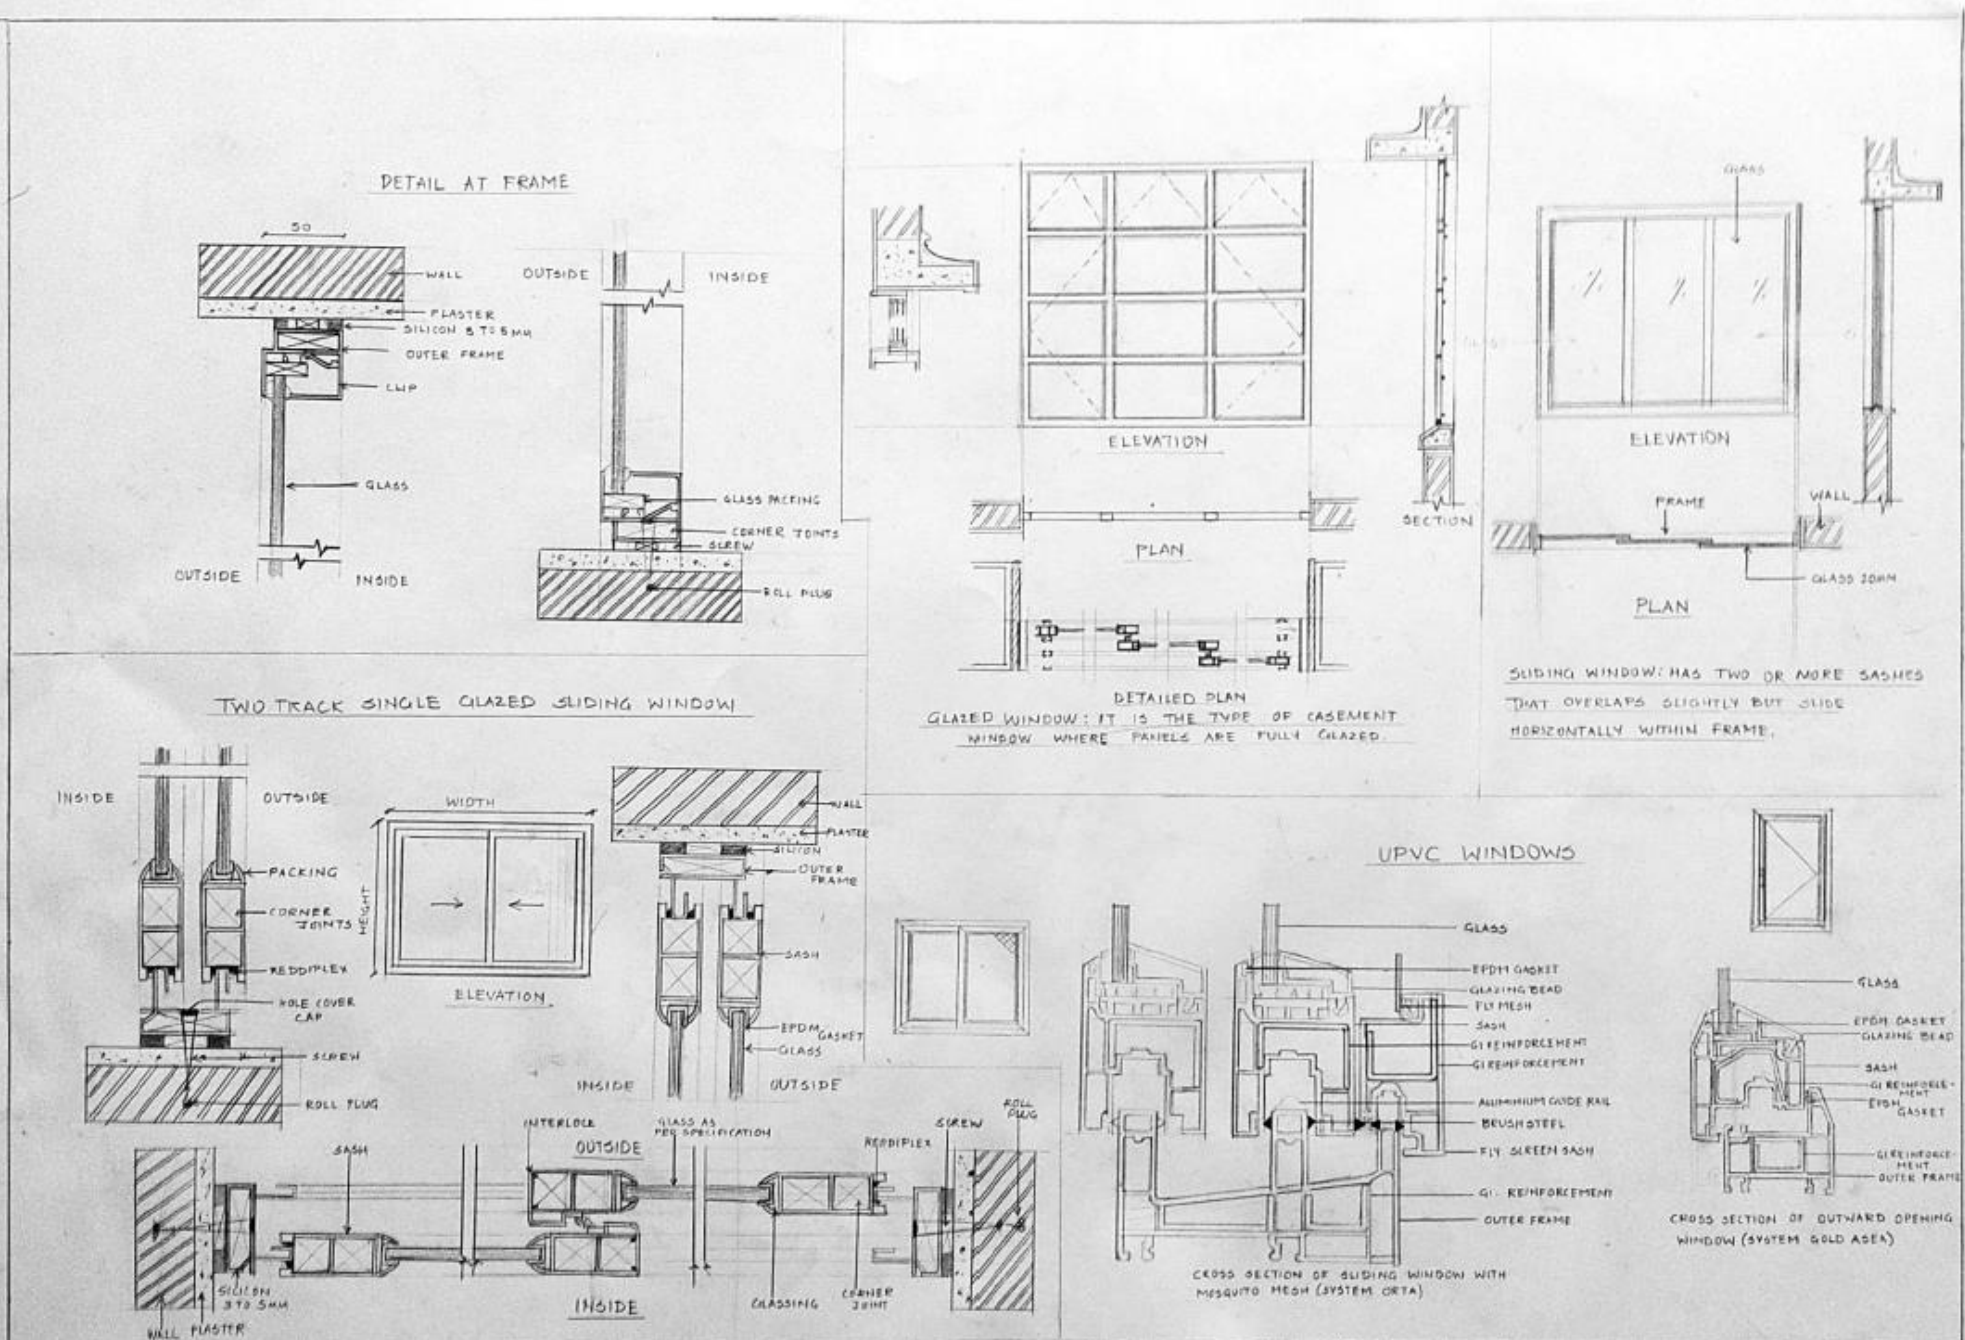 DETAIL AT FRAME
50
WALL
PLASTER
SILICON 3 TO 5 MM
OUTER FRAME
CLIP
GLASS
OUTSIDE
INSIDE
OUTSIDE
INSIDE
GLASS PACKING
CORNER JOINTS
SCREW
ROLL PLUG
ELEVATION
PLAN
SECTION
DETAILED PLAN
GLAZED WINDOW: IT IS THE TYPE OF CASEMENT
WINDOW WHERE PANELS ARE FULLY GLAZED.
GLASS
ELEVATION
FRAME
WALL
GLASS 20MM
PLAN
SLIDING WINDOW: HAS TWO OR MORE SASHES
THAT OVERLAPS SLIGHTLY BUT SLIDE
HORIZONTALLY WITHIN FRAME.
TWO TRACK SINGLE GLAZED SLIDING WINDOW
INSIDE
OUTSIDE
PACKING
CORNER
JOINTS
REDDIPLEX
HOLE COVER
CAP
SCREW
ROLL PLUG
WIDTH
HEIGHT
ELEVATION
WALL
PLASTER
SILICON
OUTER
FRAME
SASH
EPDM GASKET
GLASS
INSIDE
OUTSIDE
SASH
INTERLOCK
OUTSIDE
GLASS AS
PER SPECIFICATION
REDDIPLEX
SCREW
ROLL
PLUG
SILICON
3 TO 5MM
WALL
PLASTER
INSIDE
GLASSING
CORNER
JOINT
UPVC WINDOWS
GLASS
EPDM GASKET
GLAZING BEAD
FLY MESH
SASH
GI REINFORCEMENT
GI REINFORCEMENT
ALUMINIUM GUIDE RAIL
BRUSH STEEL
FLY SCREEN SASH
GI. REINFORCEMENT
OUTER FRAME
CROSS SECTION OF SLIDING WINDOW WITH
MOSQUITO MESH (SYSTEM ORTA)
GLASS
EPDM GASKET
GLAZING BEAD
SASH
GI REINFORCE-
MENT
EPDM
GASKET
GI REINFORCE-
MENT
OUTER FRAME
CROSS SECTION OF OUTWARD OPENING
WINDOW (SYSTEM GOLD ASEA)